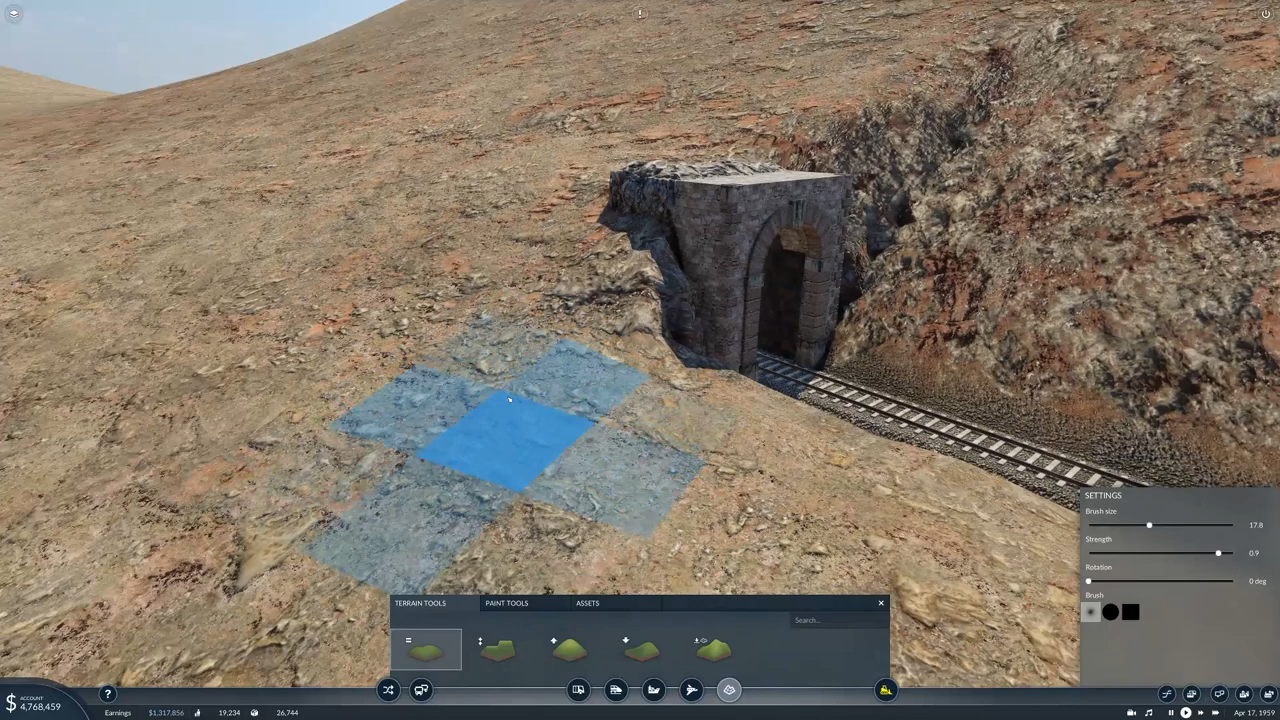 SETTINGS
Brush size
17.8
Strength
0.9
Rotation
0 deg
Brush
TERRAIN TOOLS
PAINT TOOLS
ASSETS
Search...
$ ACCOUNT
4,768,459
?
Earnings $1,317,856 19,234 26,744
Apr 17, 1959